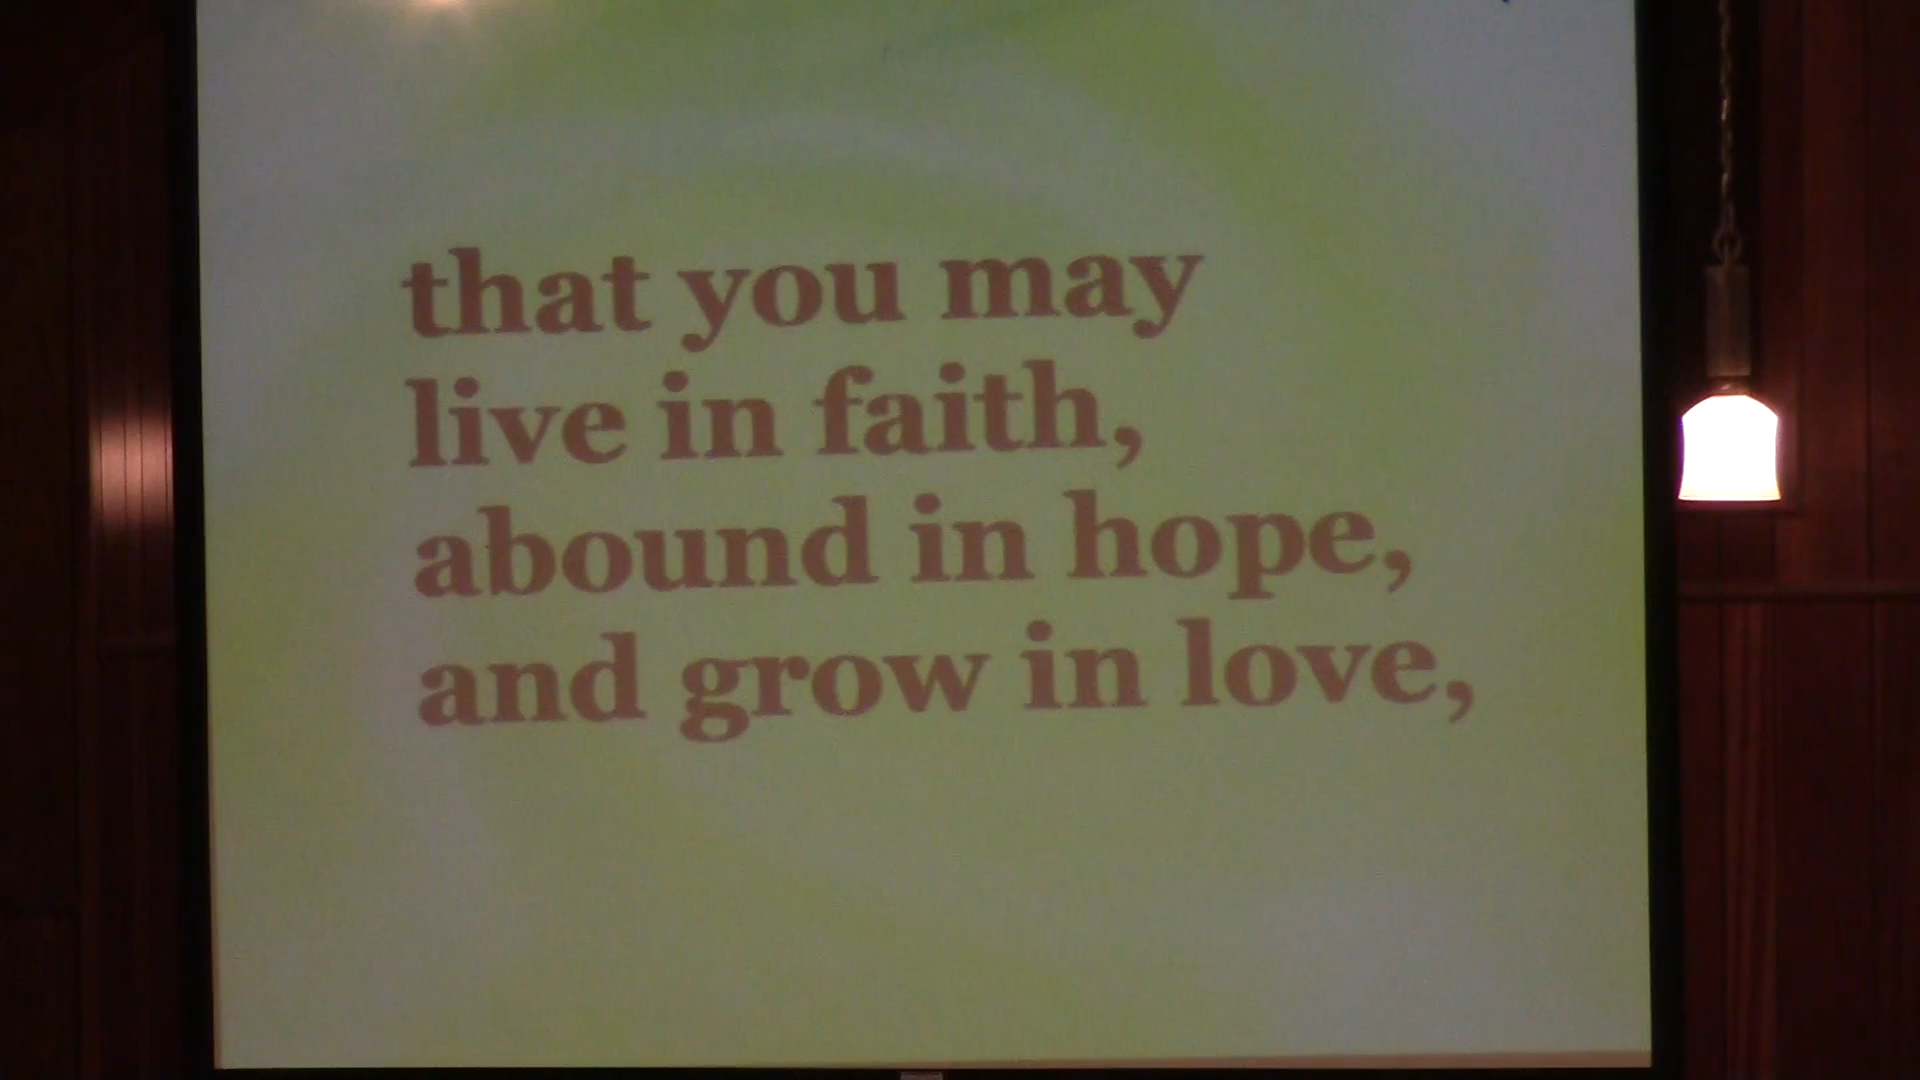 that you may
live in faith,
abound in hope,
and grow in love,